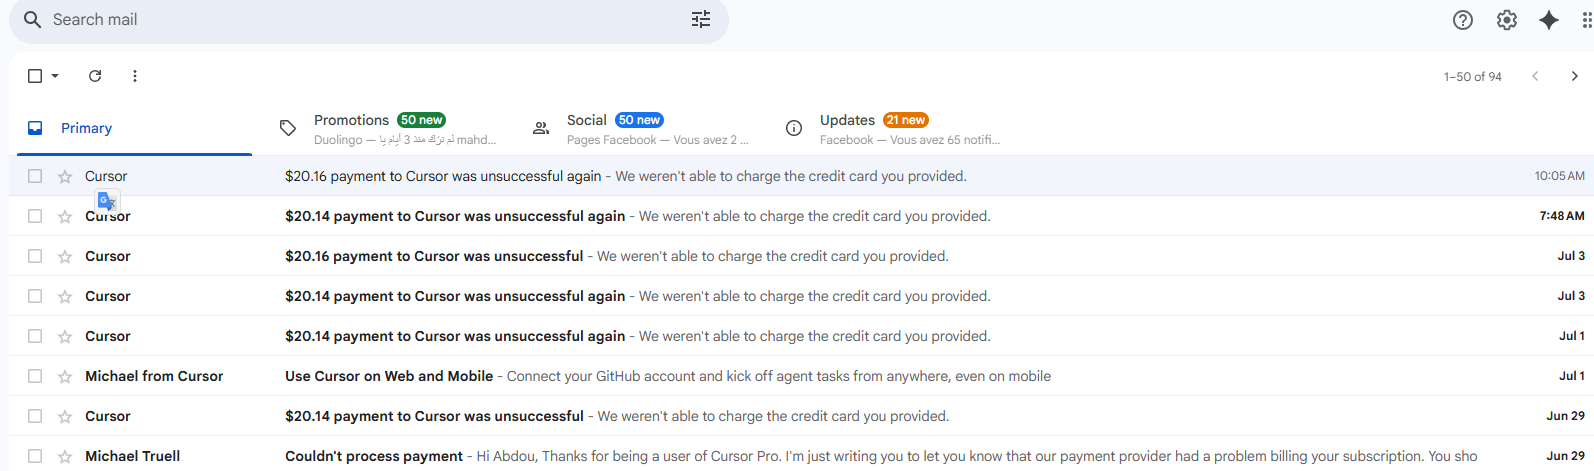 Search mail
1–50 of 94
Primary
Promotions 50 new
Duolingo — لم نرَك منذ 3 أيام يا mahd...
Social 50 new
Pages Facebook — Vous avez 2 ...
Updates 21 new
Facebook — Vous avez 65 notifi...
Cursor $20.16 payment to Cursor was unsuccessful again - We weren't able to charge the credit card you provided. 10:05 AM
Cursor $20.14 payment to Cursor was unsuccessful again - We weren't able to charge the credit card you provided. 7:48 AM
Cursor $20.16 payment to Cursor was unsuccessful - We weren't able to charge the credit card you provided. Jul 3
Cursor $20.14 payment to Cursor was unsuccessful again - We weren't able to charge the credit card you provided. Jul 3
Cursor $20.14 payment to Cursor was unsuccessful again - We weren't able to charge the credit card you provided. Jul 1
Michael from Cursor Use Cursor on Web and Mobile - Connect your GitHub account and kick off agent tasks from anywhere, even on mobile Jul 1
Cursor $20.14 payment to Cursor was unsuccessful - We weren't able to charge the credit card you provided. Jun 29
Michael Truell Couldn't process payment - Hi Abdou, Thanks for being a user of Cursor Pro. I'm just writing you to let you know that our payment provider had a problem billing your subscription. You sho Jun 29